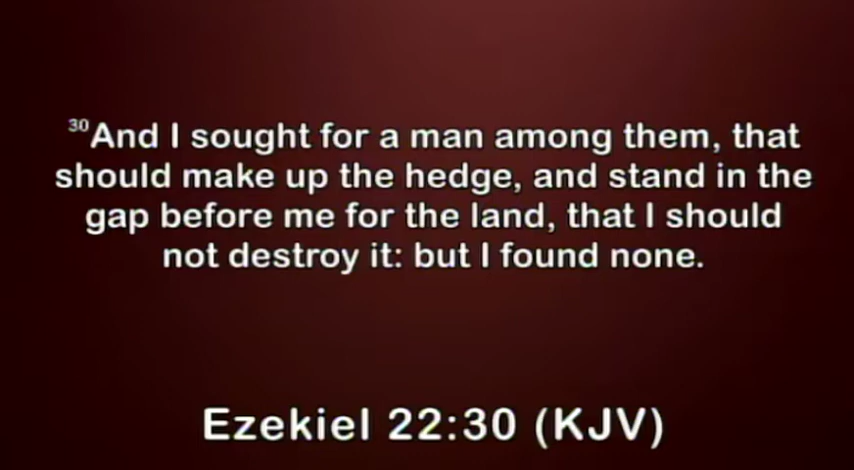 30And I sought for a man among them, that
should make up the hedge, and stand in the
gap before me for the land, that I should
not destroy it: but I found none.
Ezekiel 22:30 (KJV)